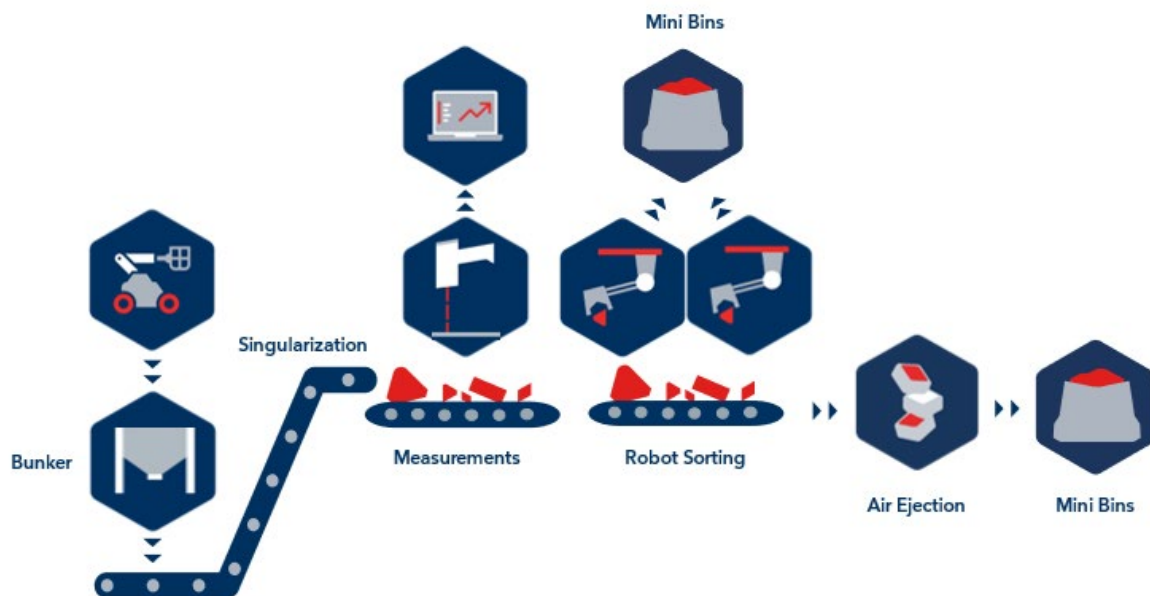 Mini Bins
Singularization
Bunker
Measurements
Robot Sorting
Air Ejection
Mini Bins